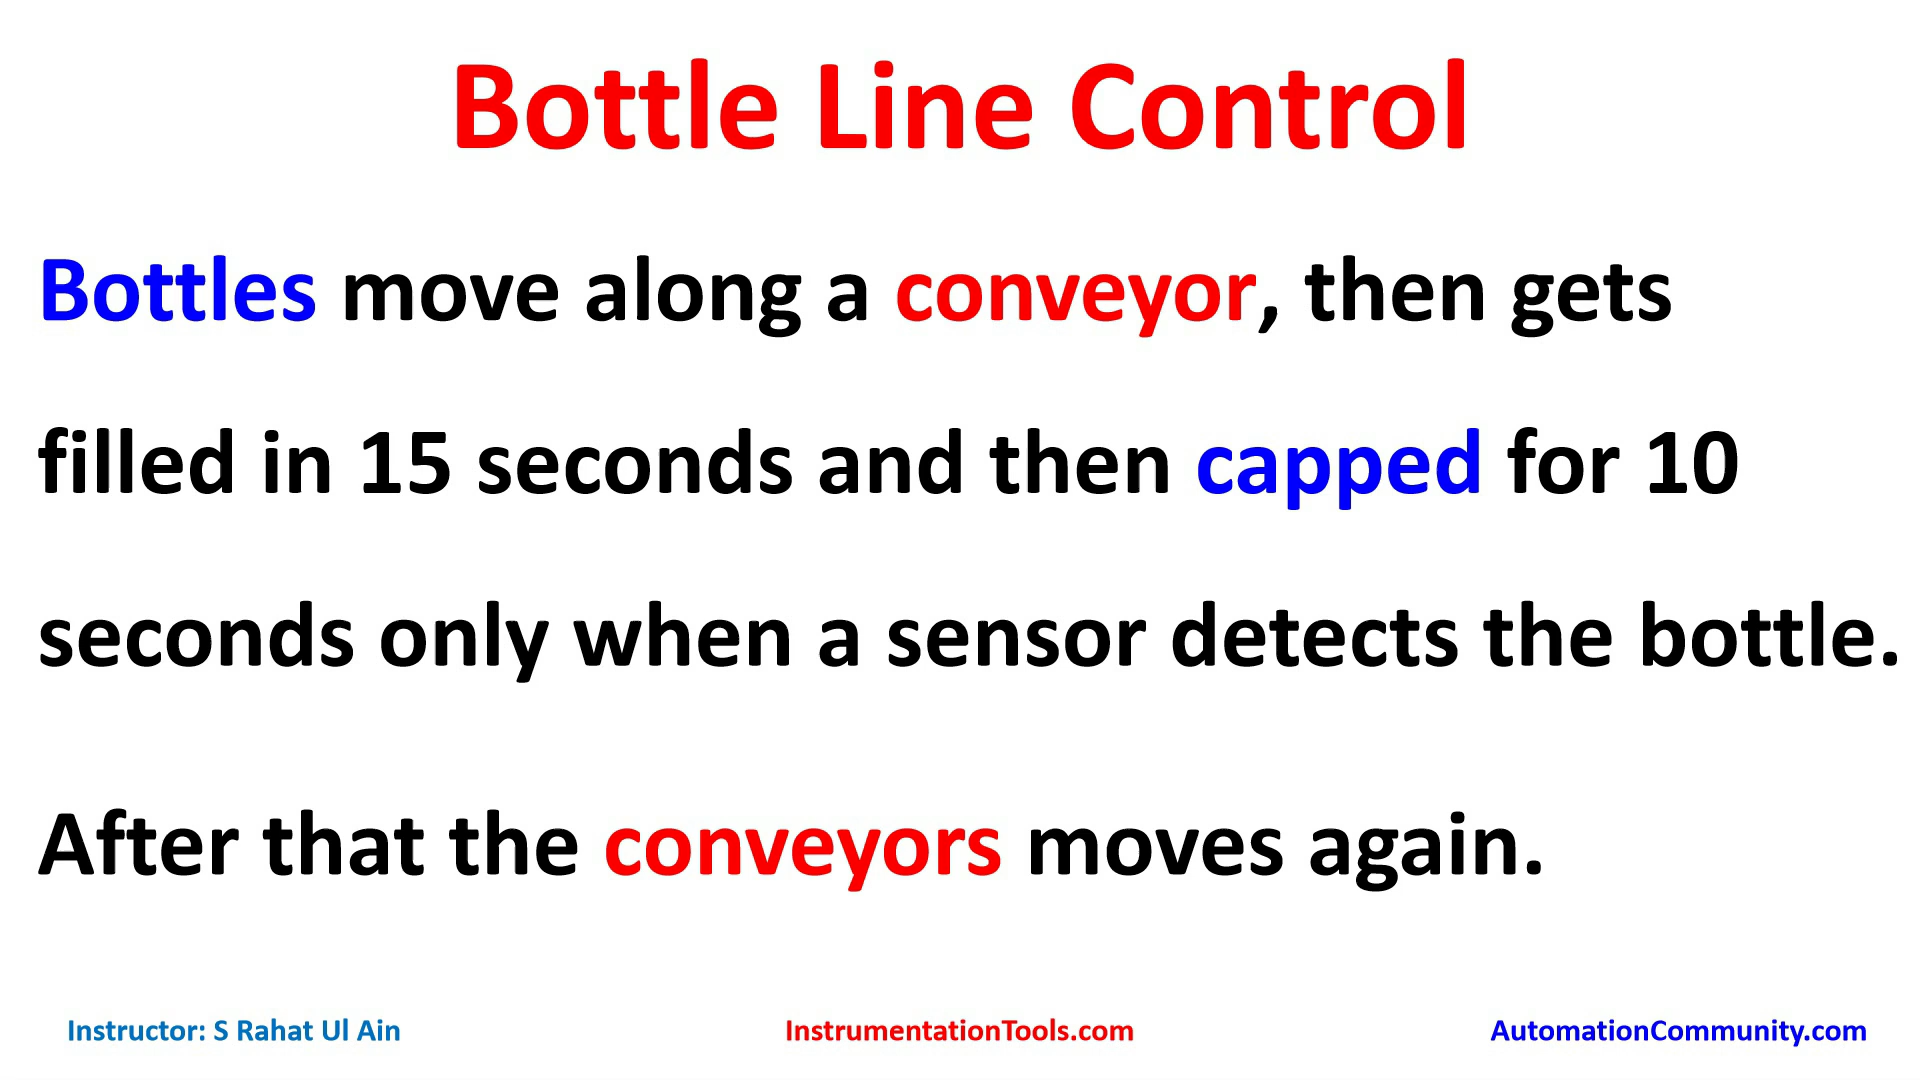 Bottle Line Control
Bottles move along a conveyor, then gets
filled in 15 seconds and then capped for 10
seconds only when a sensor detects the bottle.
After that the conveyors moves again.
Instructor: S Rahat Ul Ain
InstrumentationTools.com
AutomationCommunity.com